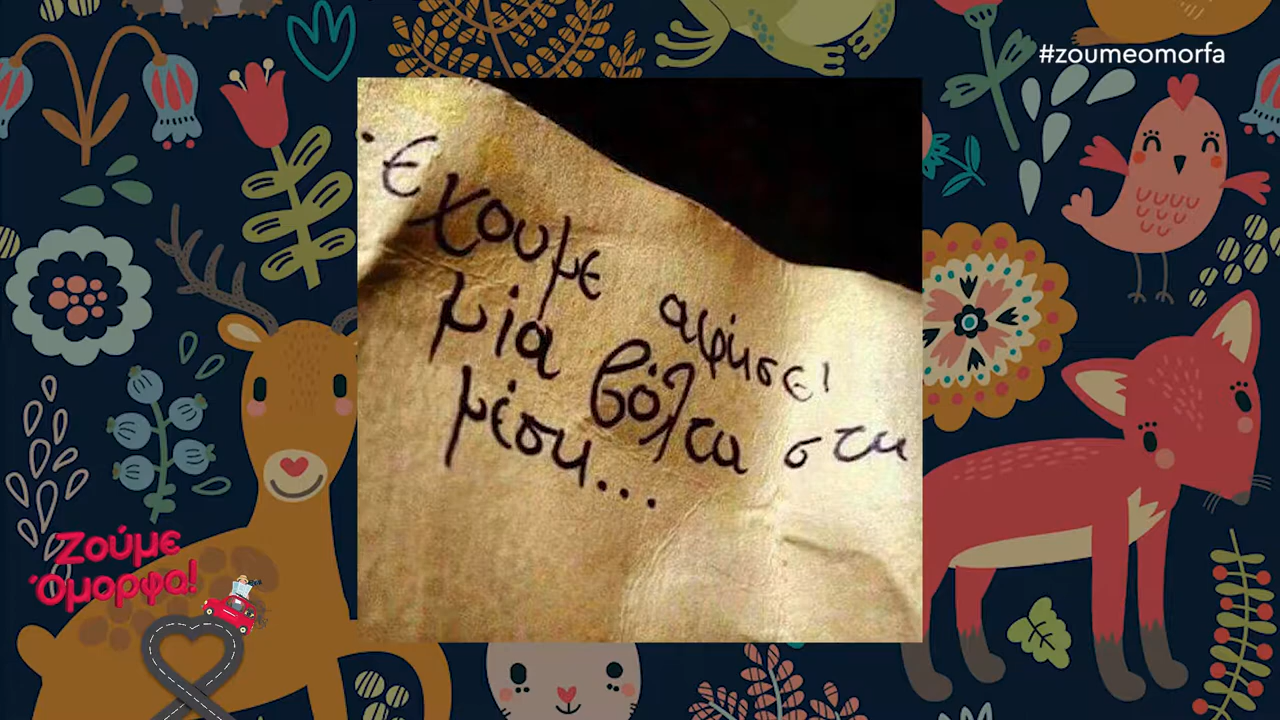 #zoumeomorfa
Έχουμε αφήσει
μία βόλτα στη
μέση...
Ζούμε
Όμορφα!